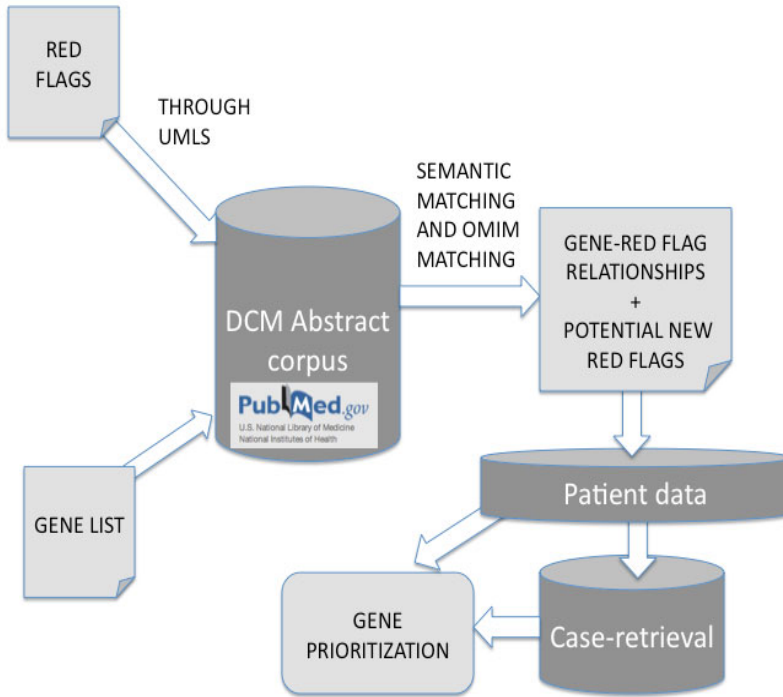 RED
FLAGS
THROUGH
UMLS
SEMANTIC
MATCHING
AND OMIM
MATCHING
GENE-RED FLAG
RELATIONSHIPS
+
POTENTIAL NEW
RED FLAGS
DCM Abstract
corpus
PubMed.gov
U.S. National Library of Medicine
National Institutes of Health
GENE LIST
Patient data
GENE
PRIORITIZATION
Case-retrieval